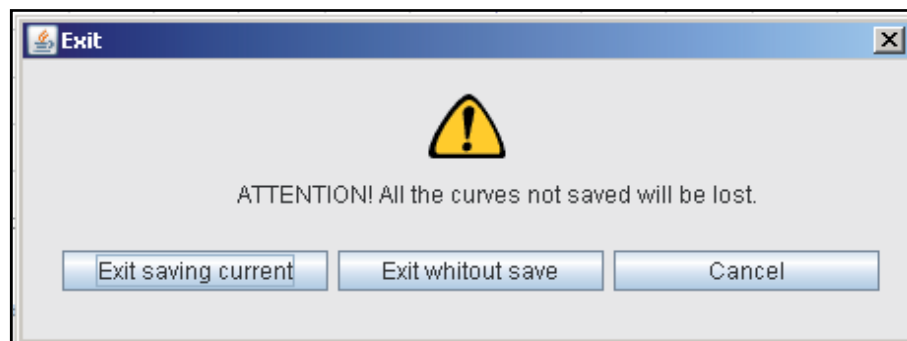 Exit
ATTENTION! All the curves not saved will be lost.
Exit saving current
Exit whitout save
Cancel